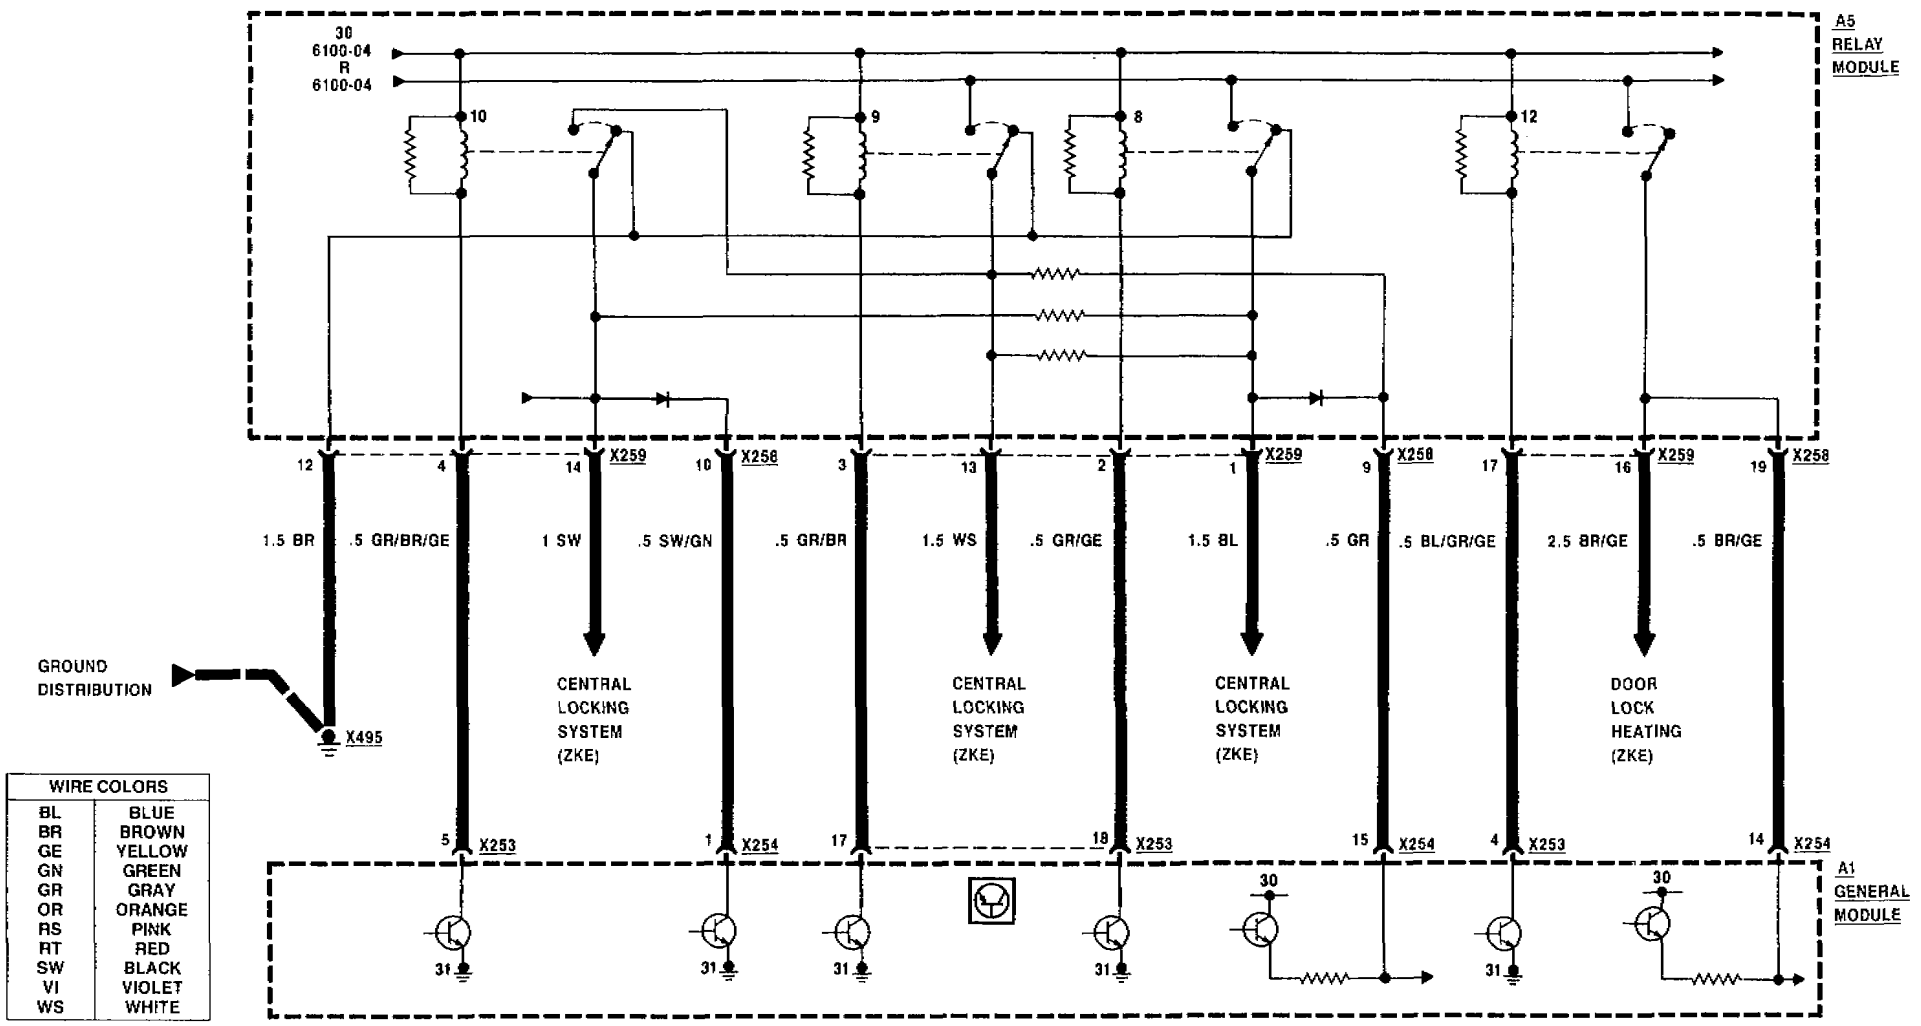 30
6100-04
R
6100-04
A5
RELAY
MODULE
10
9
8
12
12
4
14
X259
10
X258
3
13
2
1
X259
9
X258
17
16
X259
19
X258
1.5 BR
.5 GR/BR/GE
1 SW
.5 SW/GN
.5 GR/BR
1.5 WS
.5 GR/GE
1.5 BL
.5 GR
.5 BL/GR/GE
2.5 BR/GE
.5 BR/GE
GROUND
DISTRIBUTION
X495
CENTRAL
LOCKING
SYSTEM
(ZKE)
CENTRAL
LOCKING
SYSTEM
(ZKE)
CENTRAL
LOCKING
SYSTEM
(ZKE)
DOOR
LOCK
HEATING
(ZKE)
5
X253
1
X254
17
18
X253
15
X254
4
X253
14
X254
A1
GENERAL
MODULE
30
30
31
31
31
31
31
WIRE COLORS
BL BLUE
BR BROWN
GE YELLOW
GN GREEN
GR GRAY
OR ORANGE
RS PINK
RT RED
SW BLACK
VI VIOLET
WS WHITE